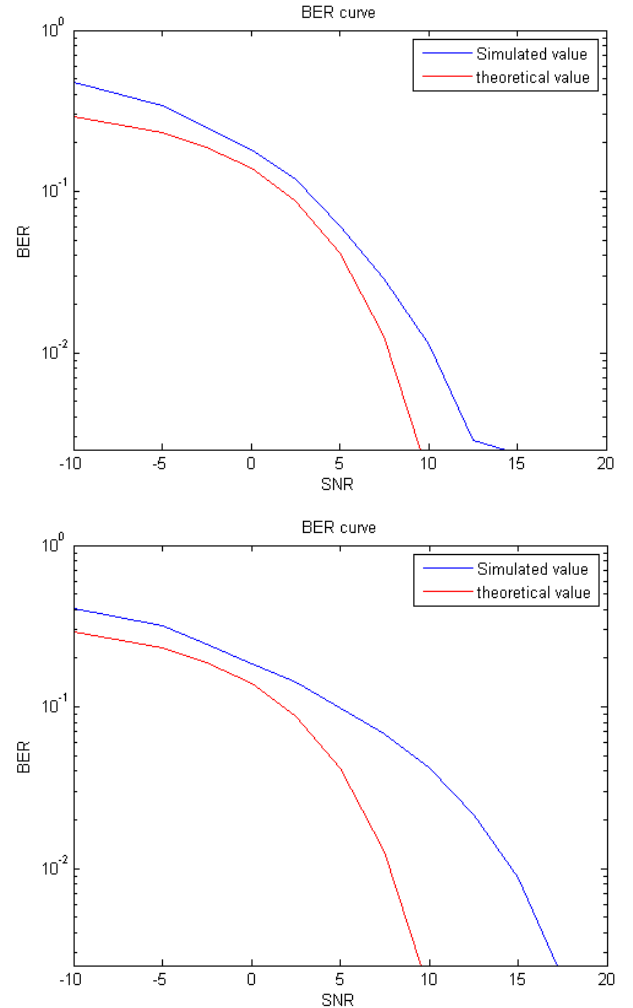 BER curve
10^0
Simulated value
theoretical value
10^-1
BER
10^-2
-10 -5 0 5 10 15 20
SNR
BER curve
10^0
Simulated value
theoretical value
10^-1
BER
10^-2
-10 -5 0 5 10 15 20
SNR